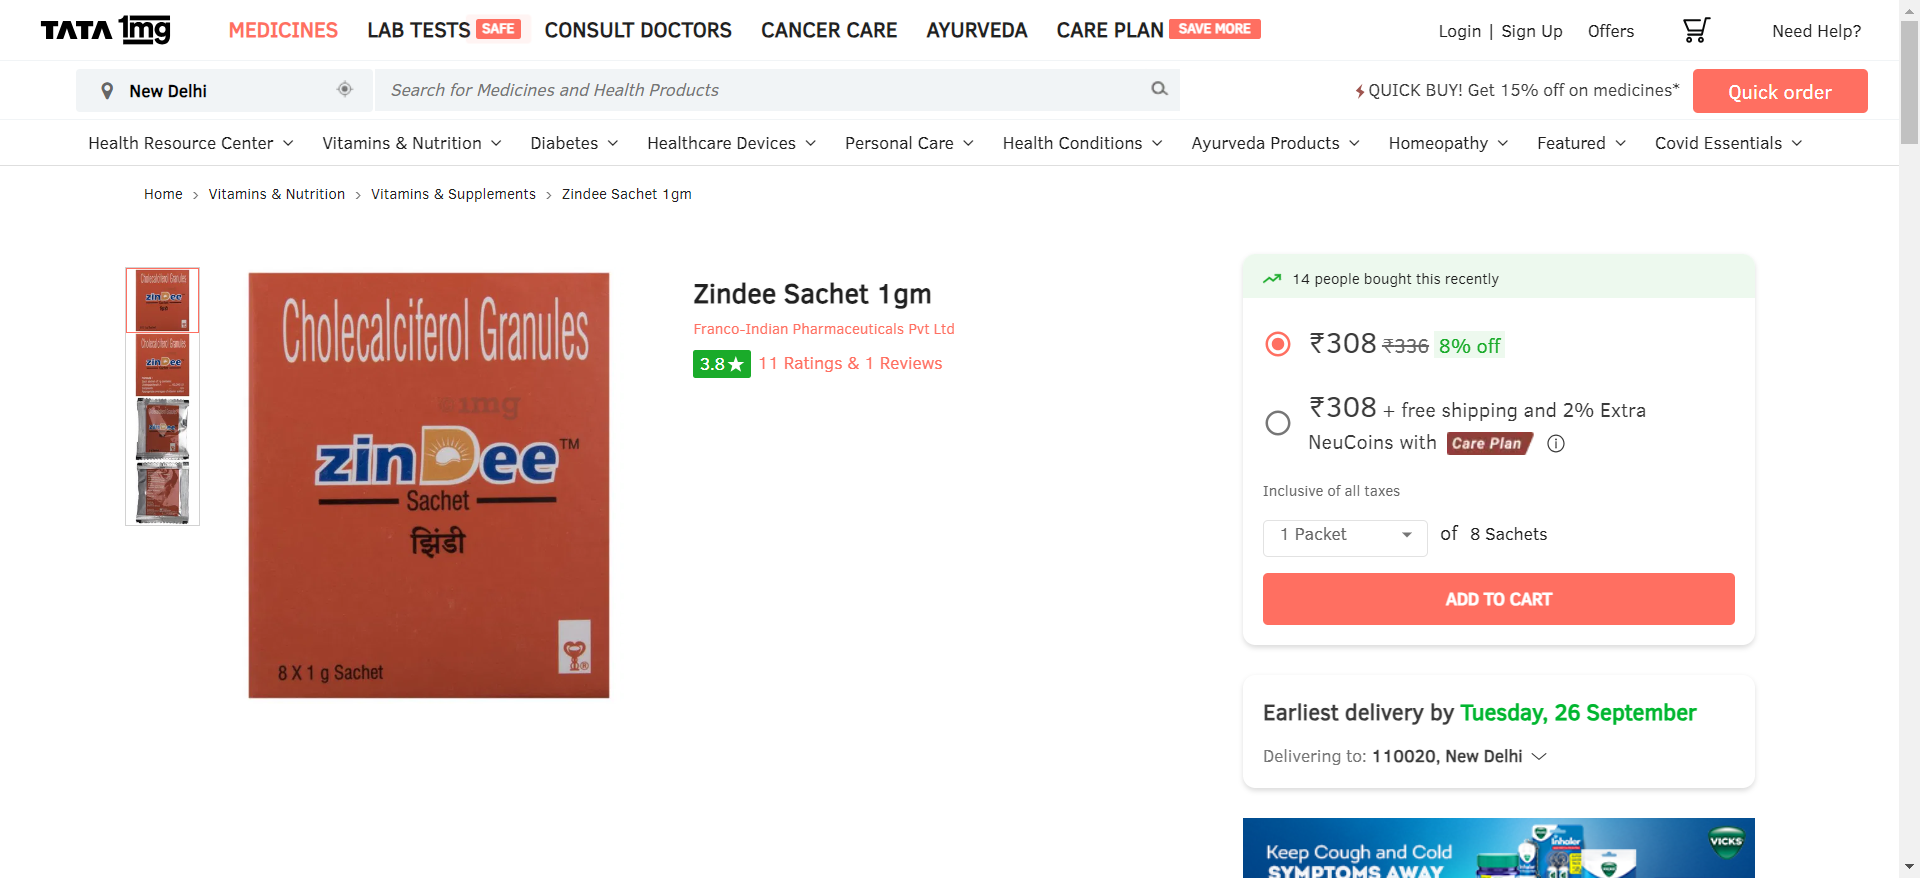 TATA 1mg
MEDICINES LAB TESTS SAFE CONSULT DOCTORS CANCER CARE AYURVEDA CARE PLAN SAVE MORE Login | Sign Up Offers Need Help?
New Delhi Search for Medicines and Health Products QUICK BUY! Get 15% off on medicines* Quick order
Health Resource Center Vitamins & Nutrition Diabetes Healthcare Devices Personal Care Health Conditions Ayurveda Products Homeopathy Featured Covid Essentials
Home > Vitamins & Nutrition > Vitamins & Supplements > Zindee Sachet 1gm
Cholecalciferol Granules
zinDee
Cholecalciferol Granules
zinDee
Cholecalciferol Granules
1mg
zinDee™
Sachet
झिंडी
8 X 1 g Sachet
Zindee Sachet 1gm
Franco-Indian Pharmaceuticals Pvt Ltd
3.8★ 11 Ratings & 1 Reviews
14 people bought this recently
₹308 ₹336 8% off
₹308 + free shipping and 2% Extra
NeuCoins with Care Plan
Inclusive of all taxes
1 Packet of 8 Sachets
ADD TO CART
Earliest delivery by Tuesday, 26 September
Delivering to: 110020, New Delhi
Keep Cough and Cold
SYMPTOMS AWAY
Inhaler
VICKS